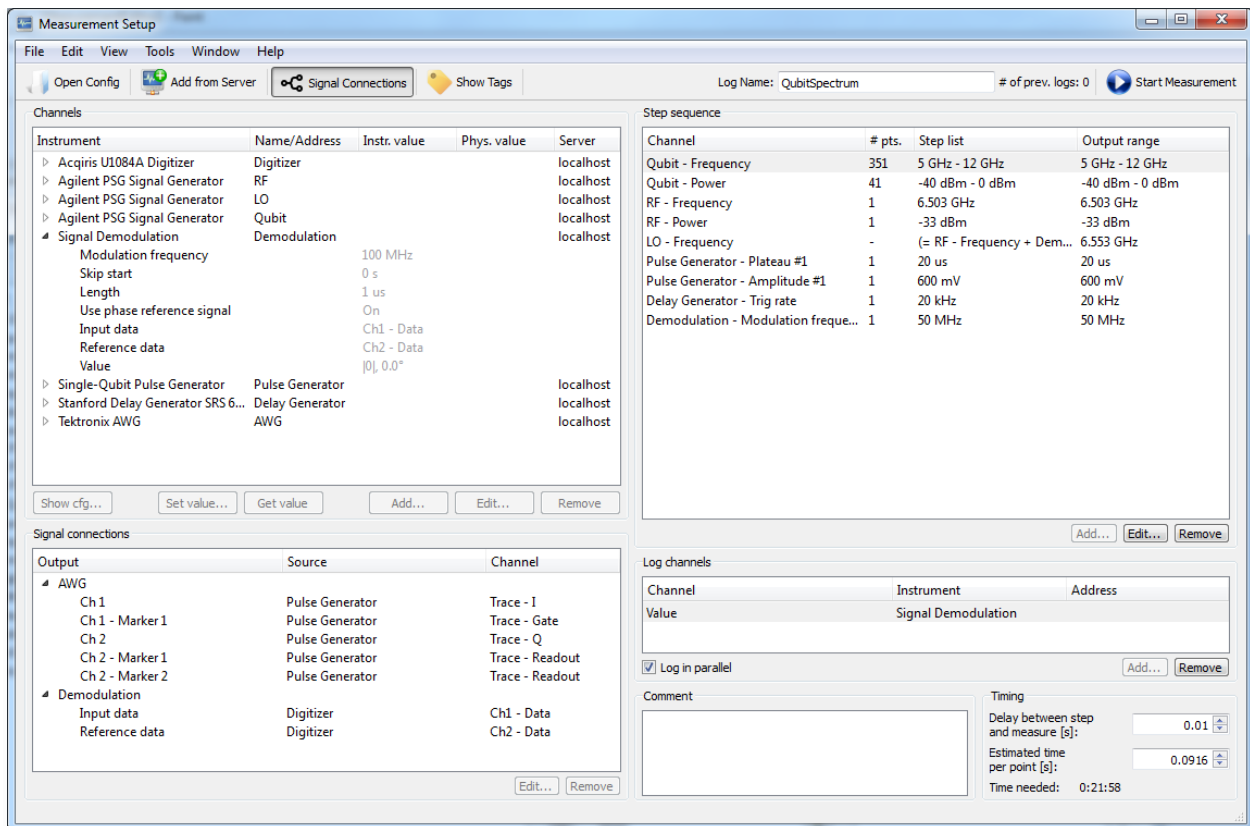 Measurement Setup
File Edit View Tools Window Help
Open Config Add from Server Signal Connections Show Tags Log Name: QubitSpectrum # of prev. logs: 0 Start Measurement
Channels
Instrument Name/Address Instr. value Phys. value Server
Acqiris U1084A Digitizer Digitizer localhost
Agilent PSG Signal Generator RF localhost
Agilent PSG Signal Generator LO localhost
Agilent PSG Signal Generator Qubit localhost
Signal Demodulation Demodulation localhost
Modulation frequency 100 MHz
Skip start 0 s
Length 1 us
Use phase reference signal On
Input data Ch1 - Data
Reference data Ch2 - Data
Value |0|, 0.0°
Single-Qubit Pulse Generator Pulse Generator localhost
Stanford Delay Generator SRS 6... Delay Generator localhost
Tektronix AWG AWG localhost
Show cfg... Set value... Get value Add... Edit... Remove
Signal connections
Output Source Channel
AWG
Ch 1 Pulse Generator Trace - I
Ch 1 - Marker 1 Pulse Generator Trace - Gate
Ch 2 Pulse Generator Trace - Q
Ch 2 - Marker 1 Pulse Generator Trace - Readout
Ch 2 - Marker 2 Pulse Generator Trace - Readout
Demodulation
Input data Digitizer Ch1 - Data
Reference data Digitizer Ch2 - Data
Edit... Remove
Step sequence
Channel # pts. Step list Output range
Qubit - Frequency 351 5 GHz - 12 GHz 5 GHz - 12 GHz
Qubit - Power 41 -40 dBm - 0 dBm -40 dBm - 0 dBm
RF - Frequency 1 6.503 GHz 6.503 GHz
RF - Power 1 -33 dBm -33 dBm
LO - Frequency - (= RF - Frequency + Dem... 6.553 GHz
Pulse Generator - Plateau #1 1 20 us 20 us
Pulse Generator - Amplitude #1 1 600 mV 600 mV
Delay Generator - Trig rate 1 20 kHz 20 kHz
Demodulation - Modulation freque... 1 50 MHz 50 MHz
Add... Edit... Remove
Log channels
Channel Instrument Address
Value Signal Demodulation
Log in parallel Add... Remove
Comment
Timing
Delay between step
and measure [s]: 0.01
Estimated time
per point [s]: 0.0916
Time needed: 0:21:58